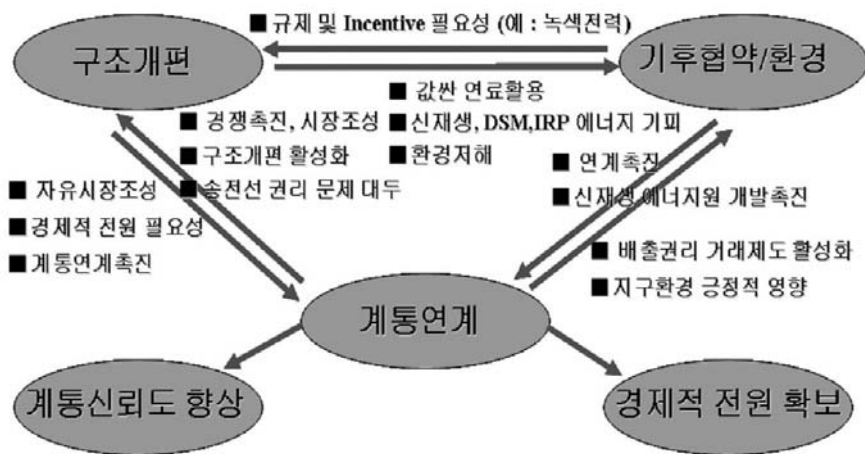 ■ 규제 및 Incentive 필요성 (예 : 녹색전력)
구조개편
기후협약/환경
■ 값싼 연료활용
■ 신재생, DSM,IRP 에너지 기피
■ 환경저해
■ 경쟁촉진, 시장조성
■ 구조개편 활성화
■ 송전선 권리 문제 대두
■ 자유시장조성
■ 경제적 전원 필요성
■ 계통연계촉진
■ 연계촉진
■ 신재생 에너지원 개발촉진
■ 배출권리 거래제도 활성화
■ 지구환경 긍정적 영향
계통연계
계통신뢰도 향상
경제적 전원 확보